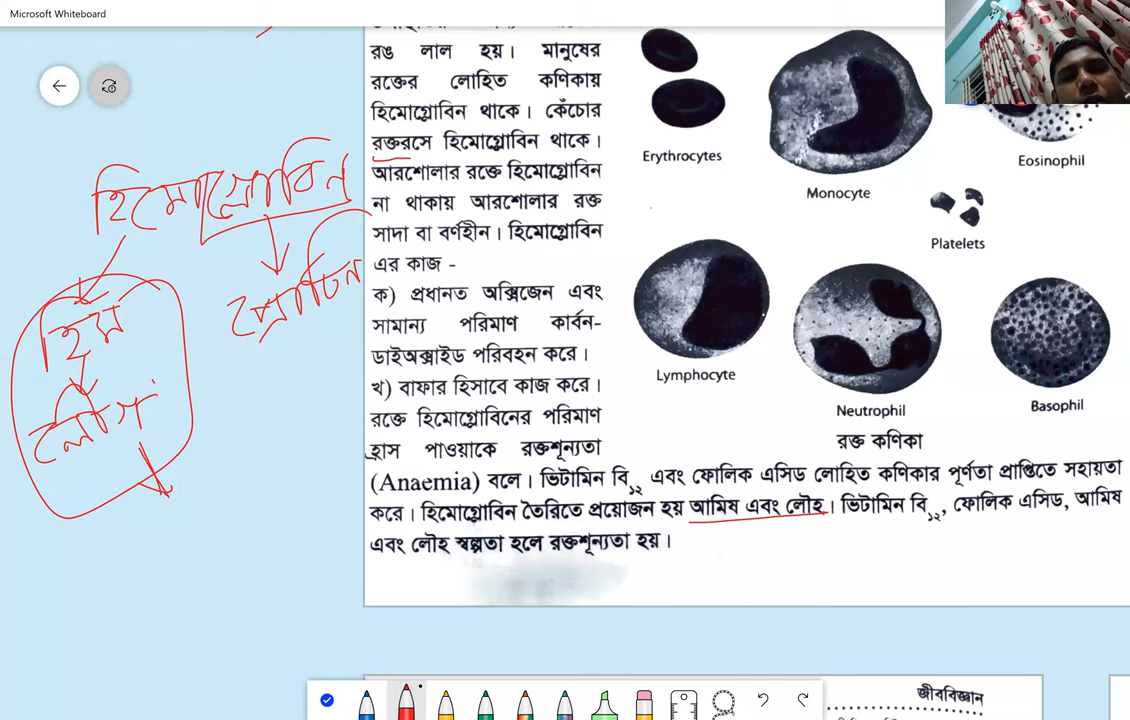 Microsoft Whiteboard
রঙ লাল হয়। মানুষের
রক্তের লোহিত কণিকায়
হিমোগ্লোবিন থাকে। কেঁচোর
রক্তরসে হিমোগ্লোবিন থাকে।
আরশোলার রক্তে হিমোগ্লোবিন
না থাকায় আরশোলার রক্ত
সাদা বা বর্ণহীন। হিমোগ্লোবিন
এর কাজ -
ক) প্রধানত অক্সিজেন এবং
সামান্য পরিমাণ কার্বন-
ডাইঅক্সাইড পরিবহন করে।
খ) বাফার হিসাবে কাজ করে।
রক্তে হিমোগ্লোবিনের পরিমাণ
হ্রাস পাওয়াকে রক্তশূন্যতা
(Anaemia) বলে। ভিটামিন বি১২ এবং ফোলিক এসিড লোহিত কণিকার পূর্ণতা প্রাপ্তিতে সহায়তা
করে। হিমোগ্লোবিন তৈরিতে প্রয়োজন হয় আমিষ এবং লৌহ। ভিটামিন বি১২, ফোলিক এসিড, আমিষ
এবং লৌহ স্বল্পতা হলে রক্তশূন্যতা হয়।
Erythrocytes
Monocyte
Eosinophil
Platelets
Lymphocyte
Neutrophil
Basophil
রক্ত কণিকা
হিমোগ্লোবিন
প্রোটিন
হিম
লৌহ
জীববিজ্ঞান